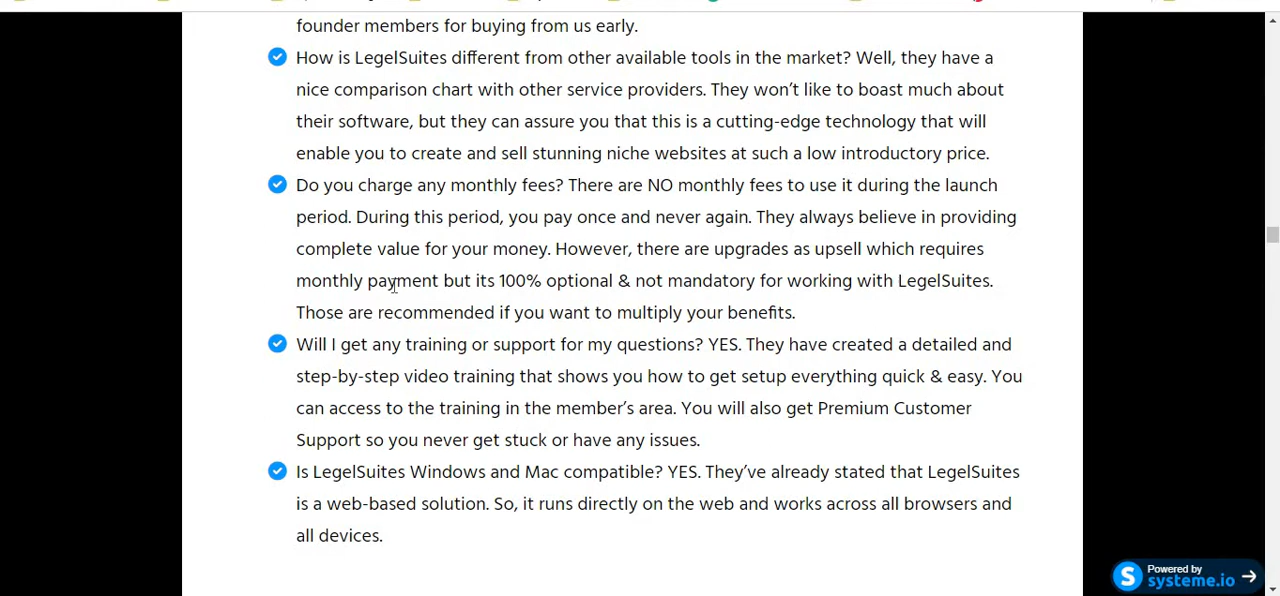 founder members for buying from us early.
How is LegelSuites different from other available tools in the market? Well, they have a
nice comparison chart with other service providers. They won’t like to boast much about
their software, but they can assure you that this is a cutting-edge technology that will
enable you to create and sell stunning niche websites at such a low introductory price.
Do you charge any monthly fees? There are NO monthly fees to use it during the launch
period. During this period, you pay once and never again. They always believe in providing
complete value for your money. However, there are upgrades as upsell which requires
monthly payment but its 100% optional & not mandatory for working with LegelSuites.
Those are recommended if you want to multiply your benefits.
Will I get any training or support for my questions? YES. They have created a detailed and
step-by-step video training that shows you how to get setup everything quick & easy. You
can access to the training in the member’s area. You will also get Premium Customer
Support so you never get stuck or have any issues.
Is LegelSuites Windows and Mac compatible? YES. They’ve already stated that LegelSuites
is a web-based solution. So, it runs directly on the web and works across all browsers and
all devices.
Powered by
systeme.io